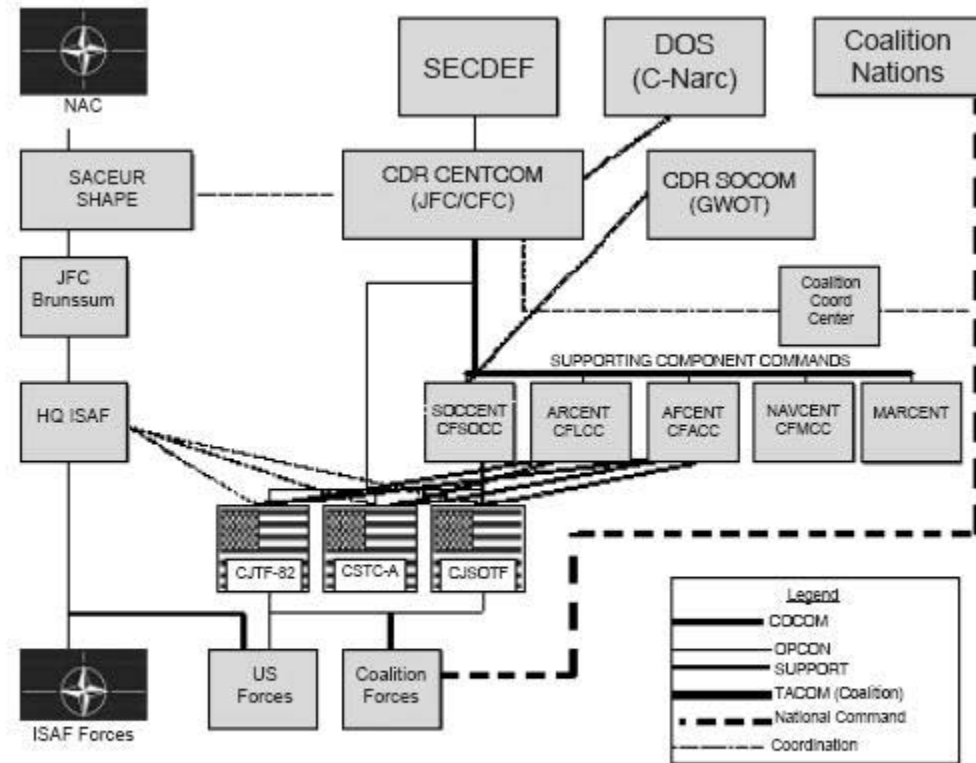 NAC
SECDEF
DOS
(C-Narc)
Coalition
Nations
SACEUR
SHAPE
CDR CENTCOM
(JFC/CFC)
CDR SOCOM
(GWOT)
JFC
Brunssum
Coalition
Coord
Center
SUPPORTING COMPONENT COMMANDS
HQ ISAF
SOCCENT
CFSOCC
ARCENT
CFLCC
AFCENT
CFACC
NAVCENT
CFMCC
MARCENT
CJTF-82
CSTC-A
CJSOTF
US
Forces
Coalition
Forces
ISAF Forces
Legend
COCOM
OPCON
SUPPORT
TACOM (Coalition)
National Command
Coordination